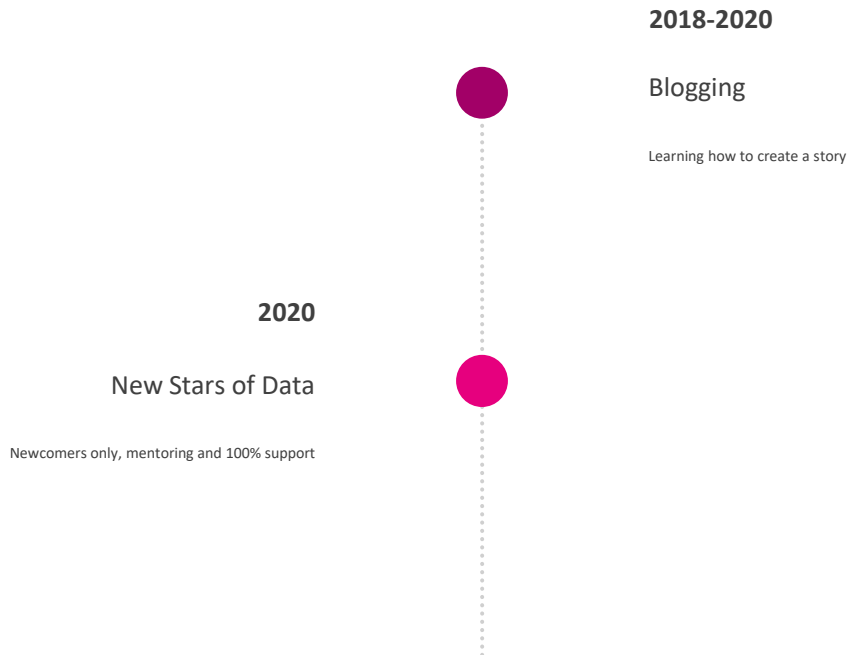 2018-2020
Blogging
Learning how to create a story
2020
New Stars of Data
Newcomers only, mentoring and 100% support